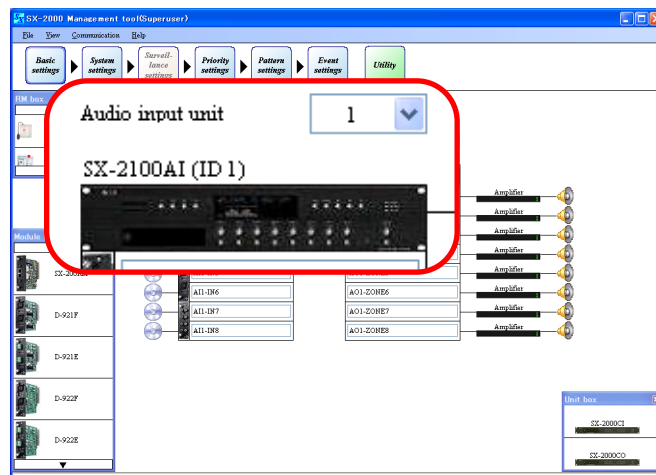 SX-2000 Management tool(Superuser)
File View Communication Help
Basic settings
System settings
Surveil-lance settings
Priority settings
Pattern settings
Event settings
Utility
RM box
Audio input unit 1
SX-2100AI (ID 1)
Amplifier
Amplifier
Amplifier
Amplifier
Amplifier
Module
SX-200
AI1-IN6 AO1-ZONE6 Amplifier
D-921F
AI1-IN7 AO1-ZONE7 Amplifier
AI1-IN8 AO1-ZONE8 Amplifier
D-921E
D-922F
D-922E
Unit box
SX-2000CI
SX-2000CO